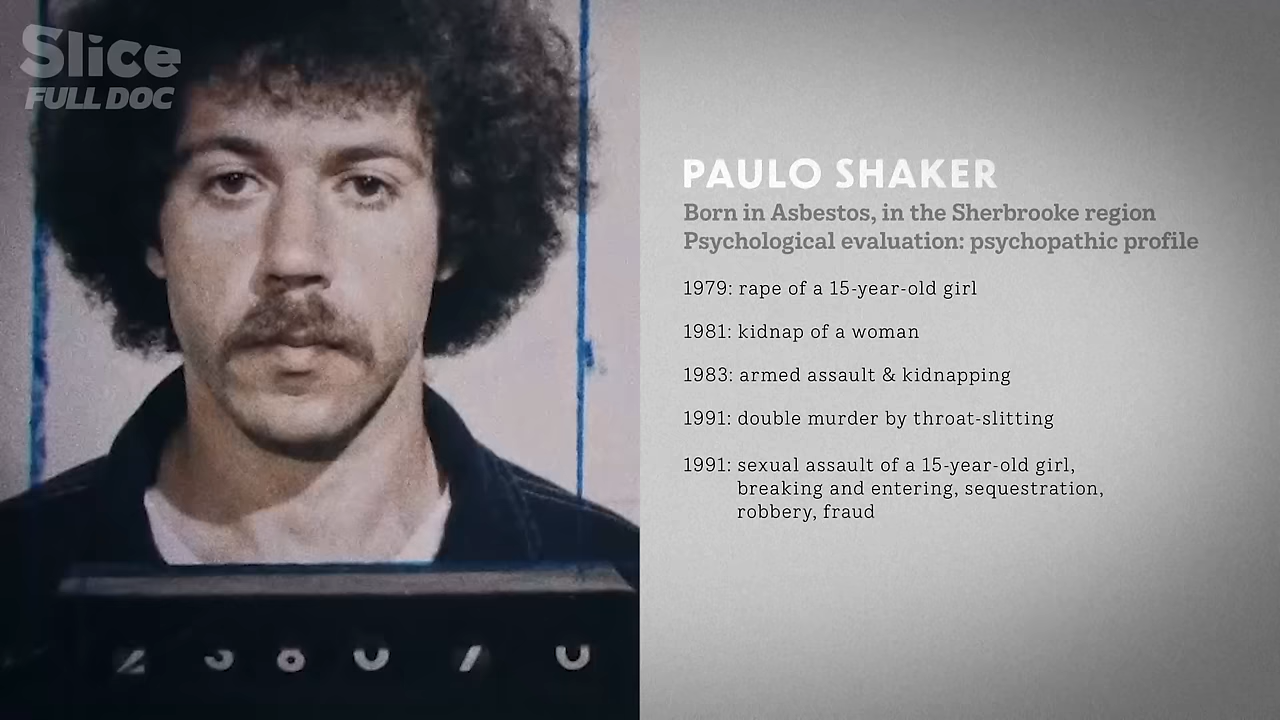 Slice
FULL DOC
PAULO SHAKER
Born in Asbestos, in the Sherbrooke region
Psychological evaluation: psychopathic profile
1979: rape of a 15-year-old girl
1981: kidnap of a woman
1983: armed assault & kidnapping
1991: double murder by throat-slitting
1991: sexual assault of a 15-year-old girl,
breaking and entering, sequestration,
robbery, fraud